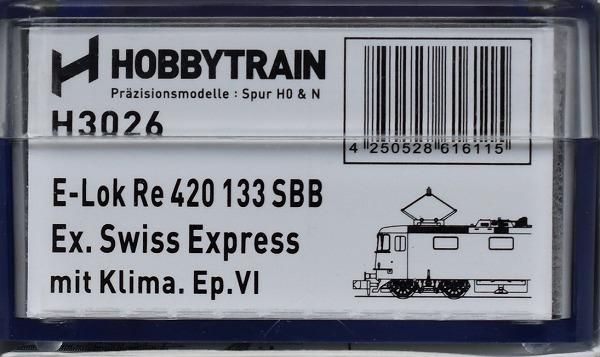 HOBBYTRAIN
Präzisionsmodelle : Spur H0 & N
H3026
4 250528 616115
E-Lok Re 420 133 SBB
Ex. Swiss Express
mit Klima. Ep.VI